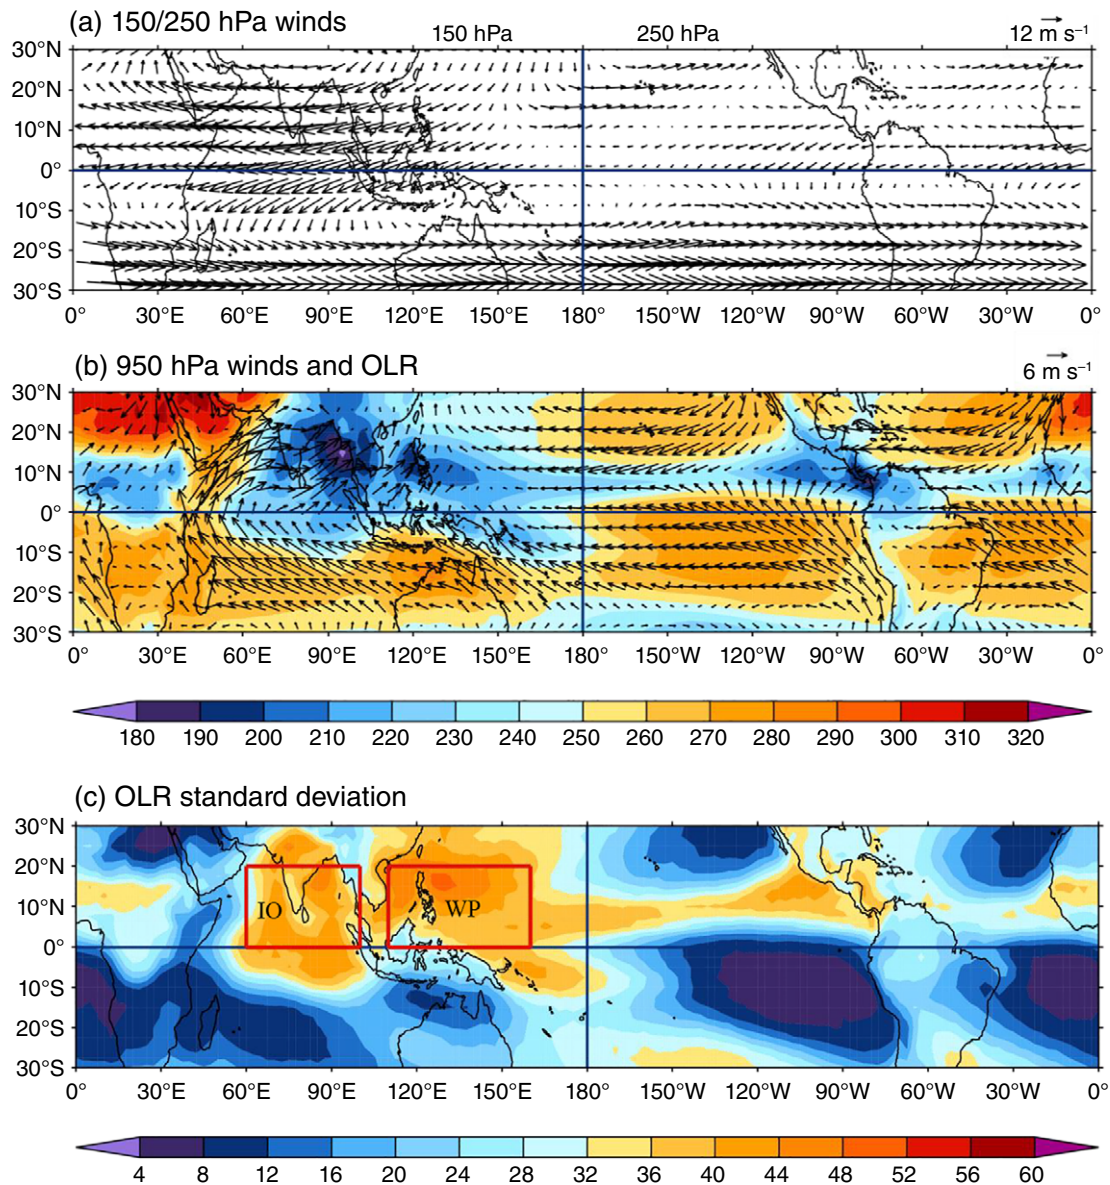 (a) 150/250 hPa winds 150 hPa 250 hPa 12 m s⁻¹
30°N
20°N
10°N
0°
10°S
20°S
30°S
0° 30°E 60°E 90°E 120°E 150°E 180° 150°W 120°W 90°W 60°W 30°W 0°
(b) 950 hPa winds and OLR 6 m s⁻¹
30°N
20°N
10°N
0°
10°S
20°S
30°S
0° 30°E 60°E 90°E 120°E 150°E 180° 150°W 120°W 90°W 60°W 30°W 0°
180 190 200 210 220 230 240 250 260 270 280 290 300 310 320
(c) OLR standard deviation
30°N
20°N
10°N IO WP
0°
10°S
20°S
30°S
0° 30°E 60°E 90°E 120°E 150°E 180° 150°W 120°W 90°W 60°W 30°W 0°
4 8 12 16 20 24 28 32 36 40 44 48 52 56 60